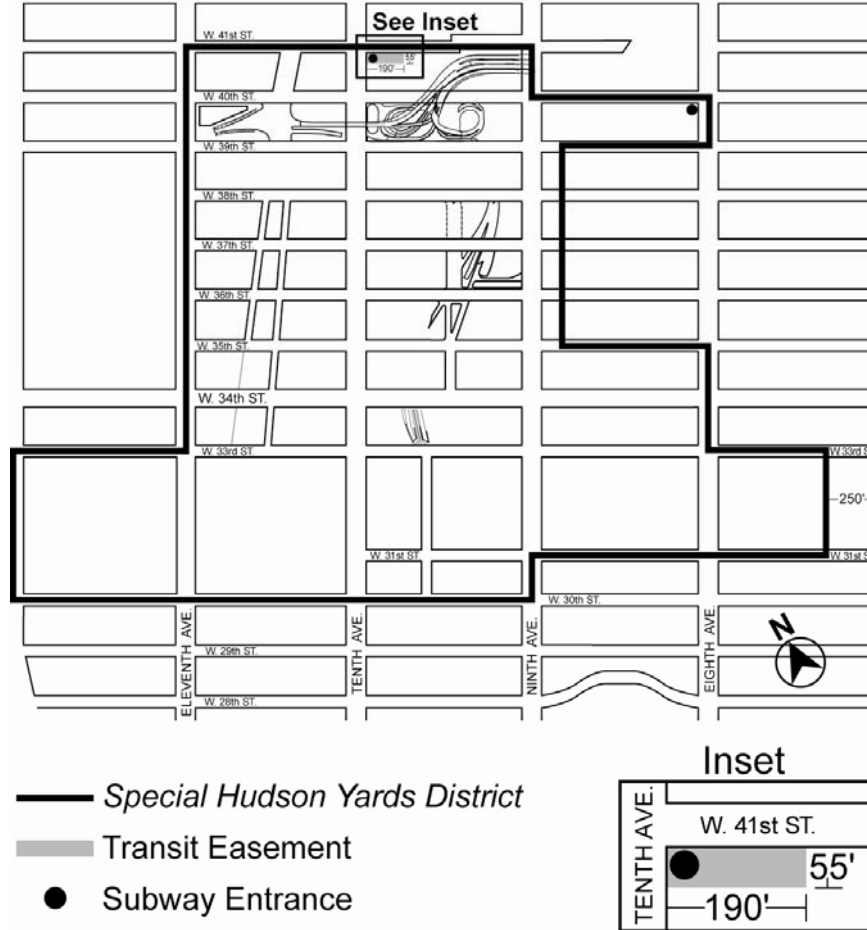 See Inset
W. 41st ST.
55'
190'
W. 40th ST.
W. 39th ST.
W. 38th ST.
W. 37th ST.
W. 36th ST.
W. 35th ST.
W. 34th ST.
W. 33rd ST.
W.33rd S
250'
W. 31st ST.
W.31st S
W. 30th ST.
ELEVENTH AVE.
TENTH AVE.
NINTH AVE.
EIGHTH AVE.
N
W. 29th ST.
W. 28th ST.
Inset
Special Hudson Yards District
Transit Easement
Subway Entrance
TENTH AVE.
W. 41st ST.
55'
190'